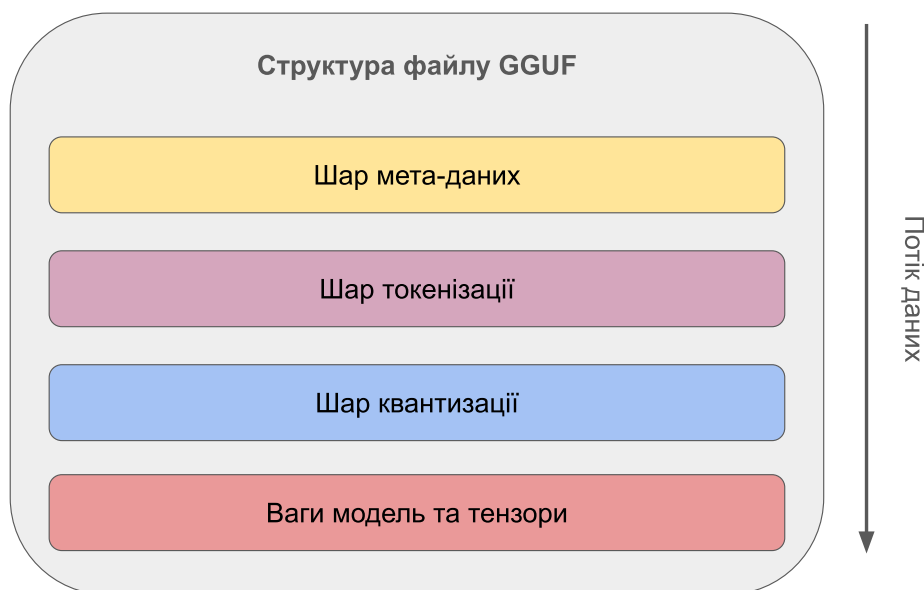 Структура файлу GGUF
Шар мета-даних
Шар токенізації
Шар квантизації
Ваги модель та тензори
Потік даних